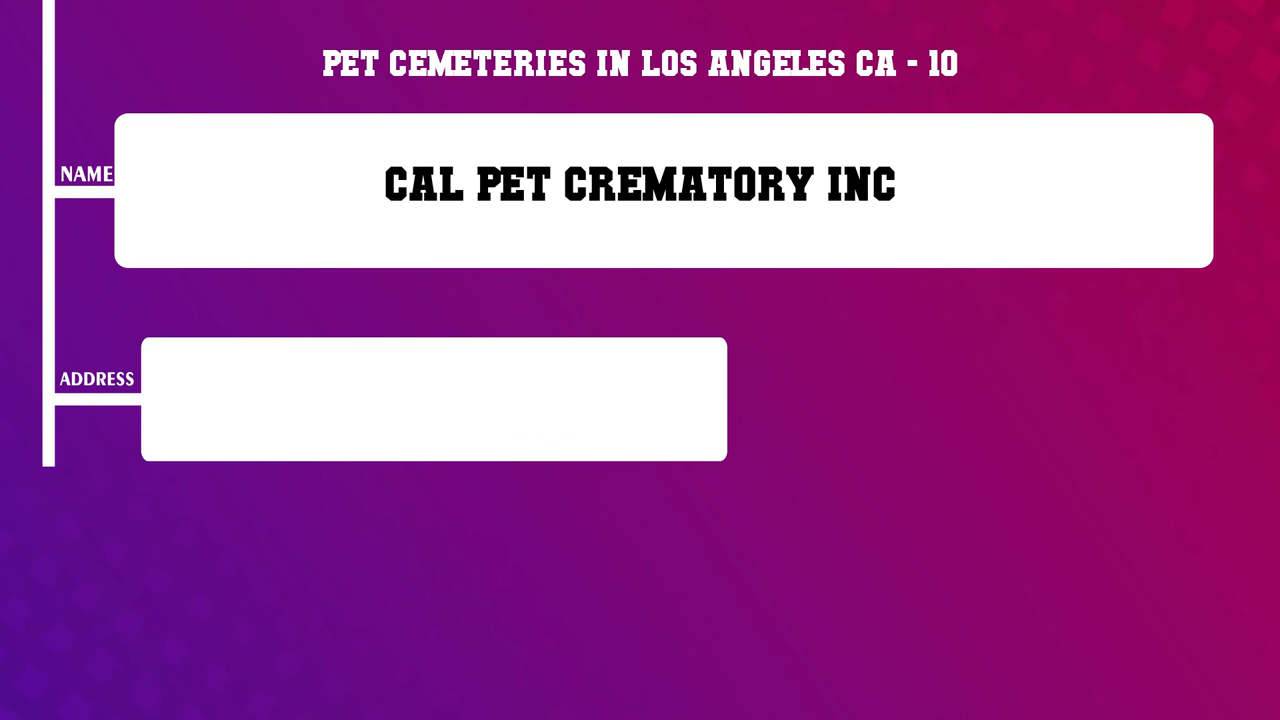 PET CEMETERIES IN LOS ANGELES CA - 10
NAME
CAL PET CREMATORY INC
ADDRESS